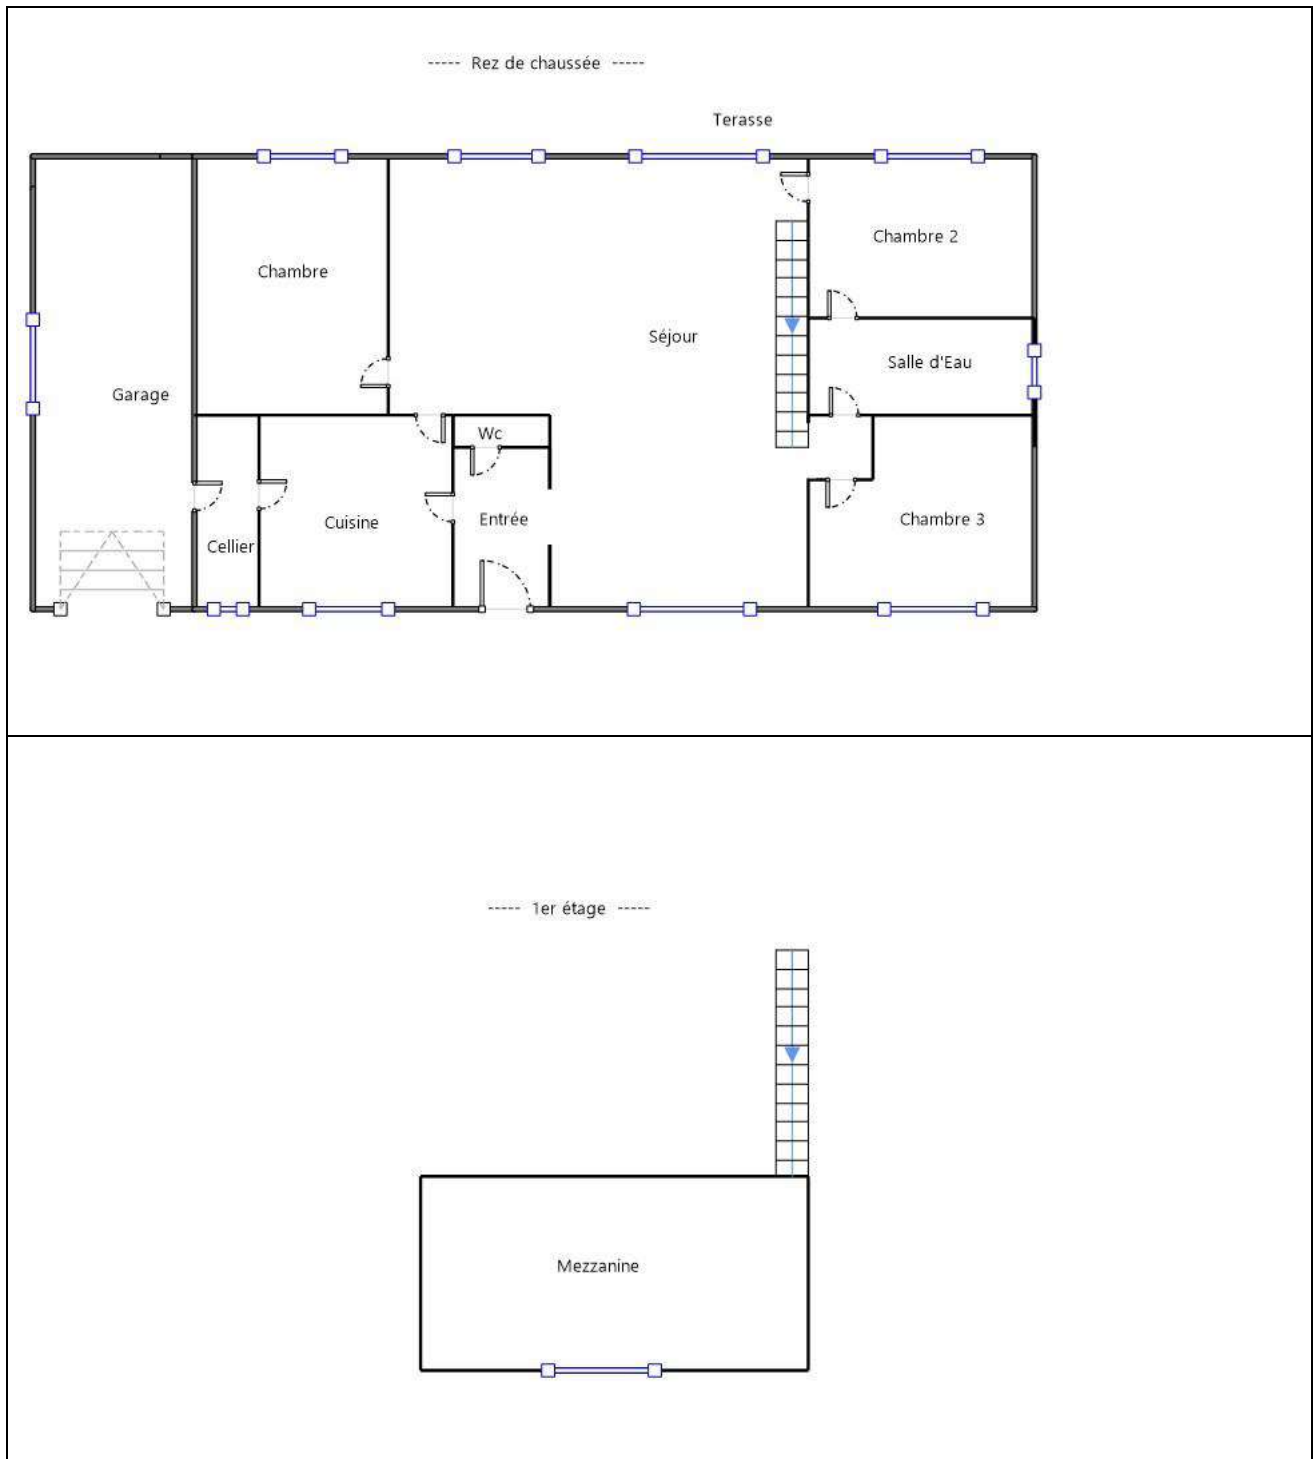 ----- Rez de chaussée -----
Terasse
Chambre 2
Chambre
Séjour
Salle d'Eau
Garage
Wc
Cuisine
Entrée
Chambre 3
Cellier
----- 1er étage -----
Mezzanine